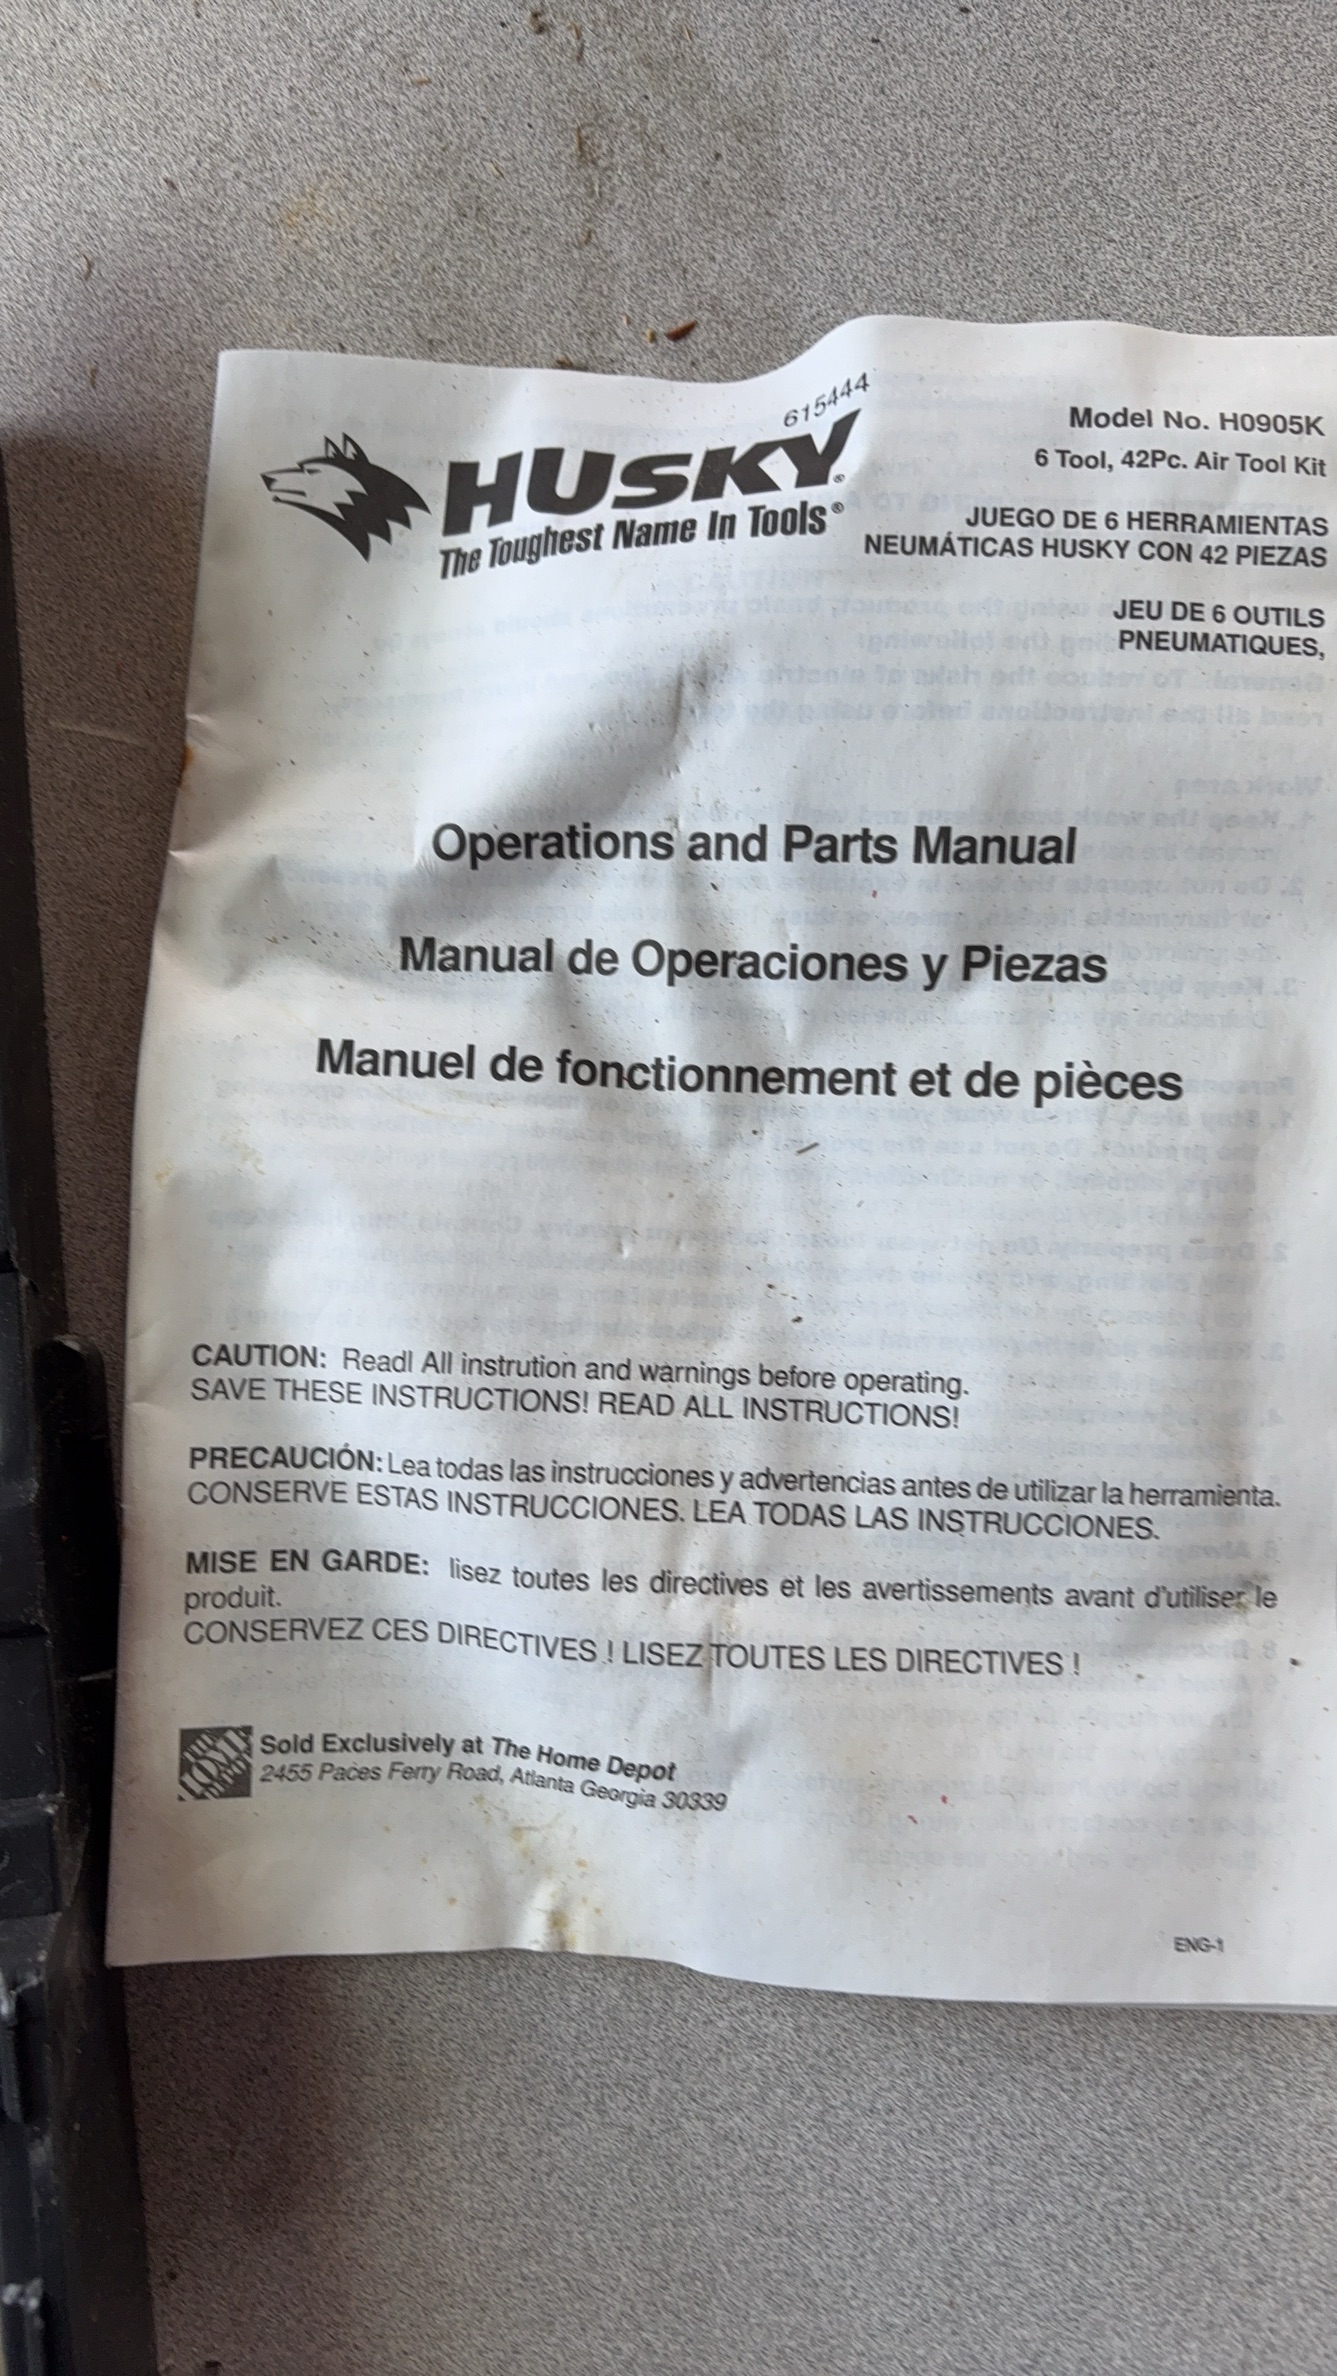 615444
HUSKY®
The Toughest Name In Tools®
Model No. H0905K
6 Tool, 42Pc. Air Tool Kit
JUEGO DE 6 HERRAMIENTAS
NEUMÁTICAS HUSKY CON 42 PIEZAS
JEU DE 6 OUTILS
PNEUMATIQUES,
Operations and Parts Manual
Manual de Operaciones y Piezas
Manuel de fonctionnement et de pièces
CAUTION: Readl All instrution and warnings before operating.
SAVE THESE INSTRUCTIONS! READ ALL INSTRUCTIONS!
PRECAUCIÓN: Lea todas las instrucciones y advertencias antes de utilizar la herramienta.
CONSERVE ESTAS INSTRUCCIONES. LEA TODAS LAS INSTRUCCIONES.
MISE EN GARDE: lisez toutes les directives et les avertissements avant d'utiliser le
produit.
CONSERVEZ CES DIRECTIVES ! LISEZ TOUTES LES DIRECTIVES !
Sold Exclusively at The Home Depot
2455 Paces Ferry Road, Atlanta Georgia 30339
ENG-1